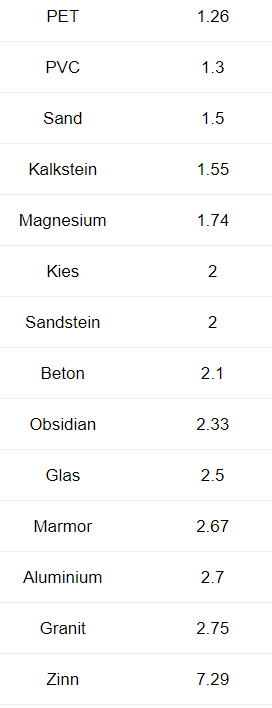 PET 1.26
PVC 1.3
Sand 1.5
Kalkstein 1.55
Magnesium 1.74
Kies 2
Sandstein 2
Beton 2.1
Obsidian 2.33
Glas 2.5
Marmor 2.67
Aluminium 2.7
Granit 2.75
Zinn 7.29